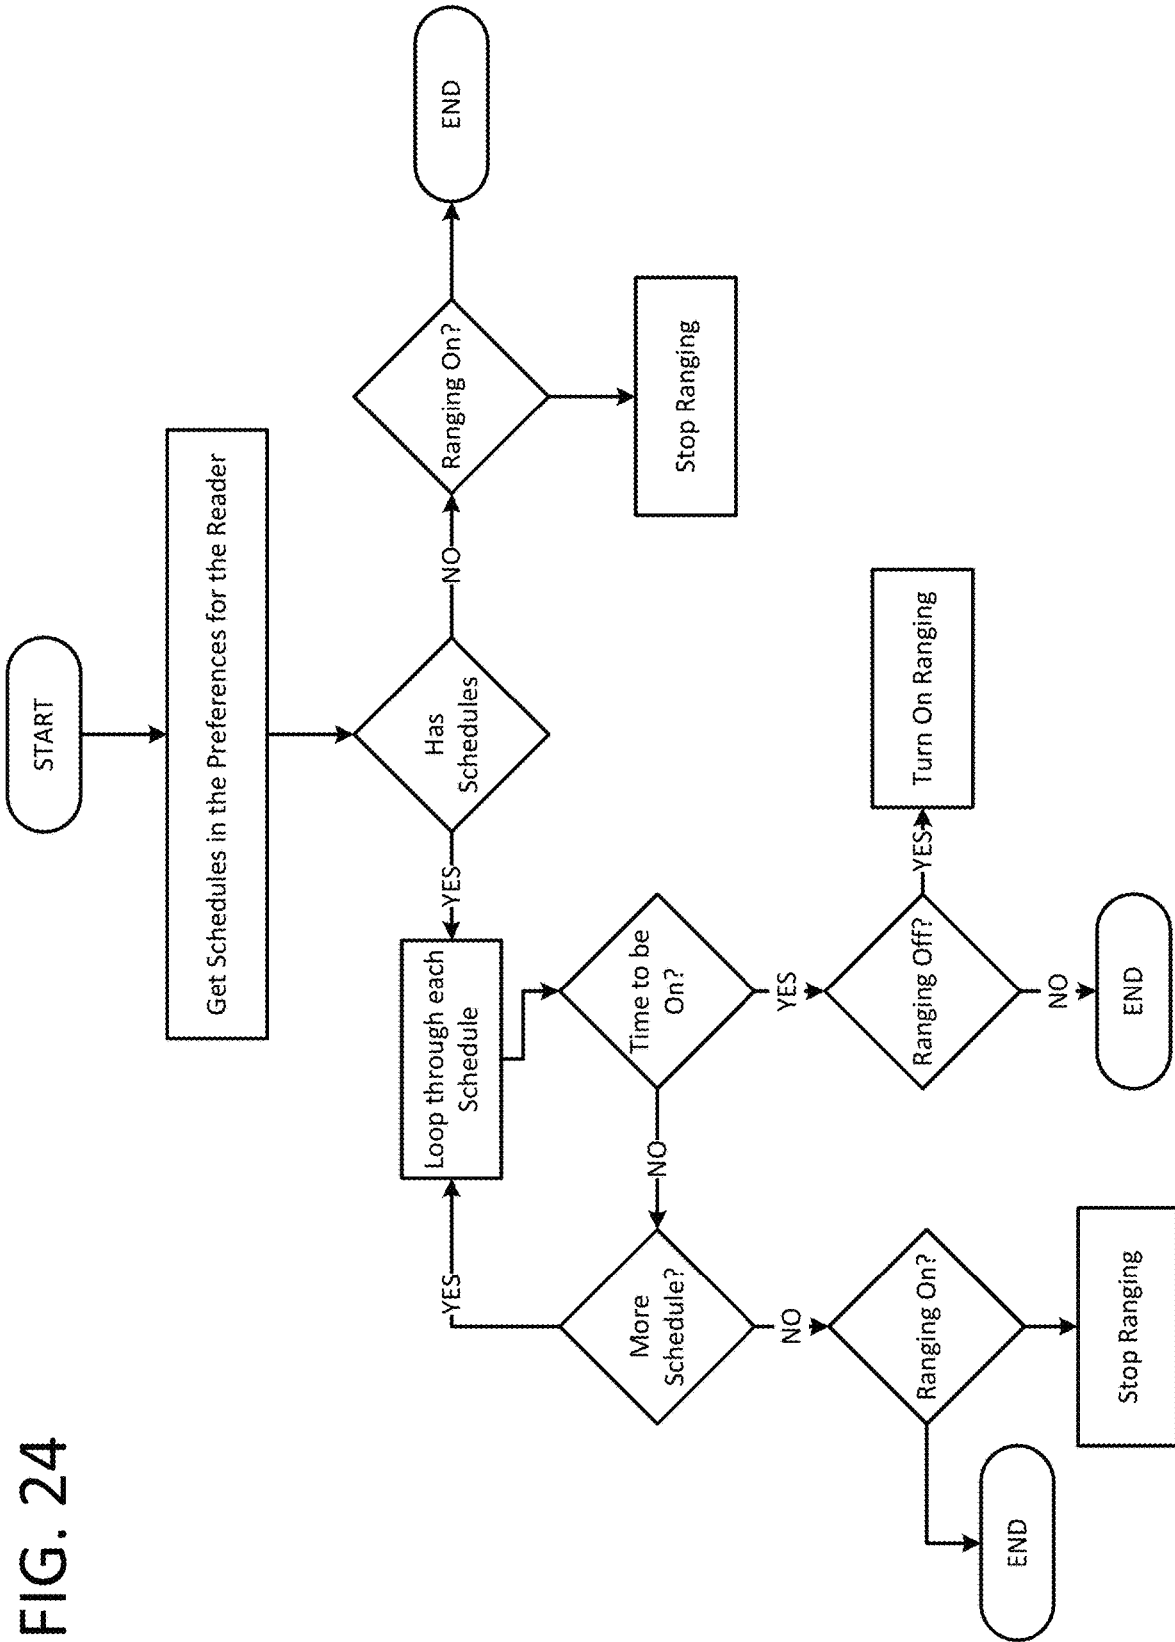 FIG. 24
START
Get Schedules in the Preferences for the Reader
Has
Schedules
YES
NO
Ranging On?
END
Stop Ranging
Loop through each
Schedule
Time to be
On?
YES
NO
Ranging Off?
YES
Turn On Ranging
NO
END
More
Schedule?
YES
NO
Ranging On?
END
Stop Ranging